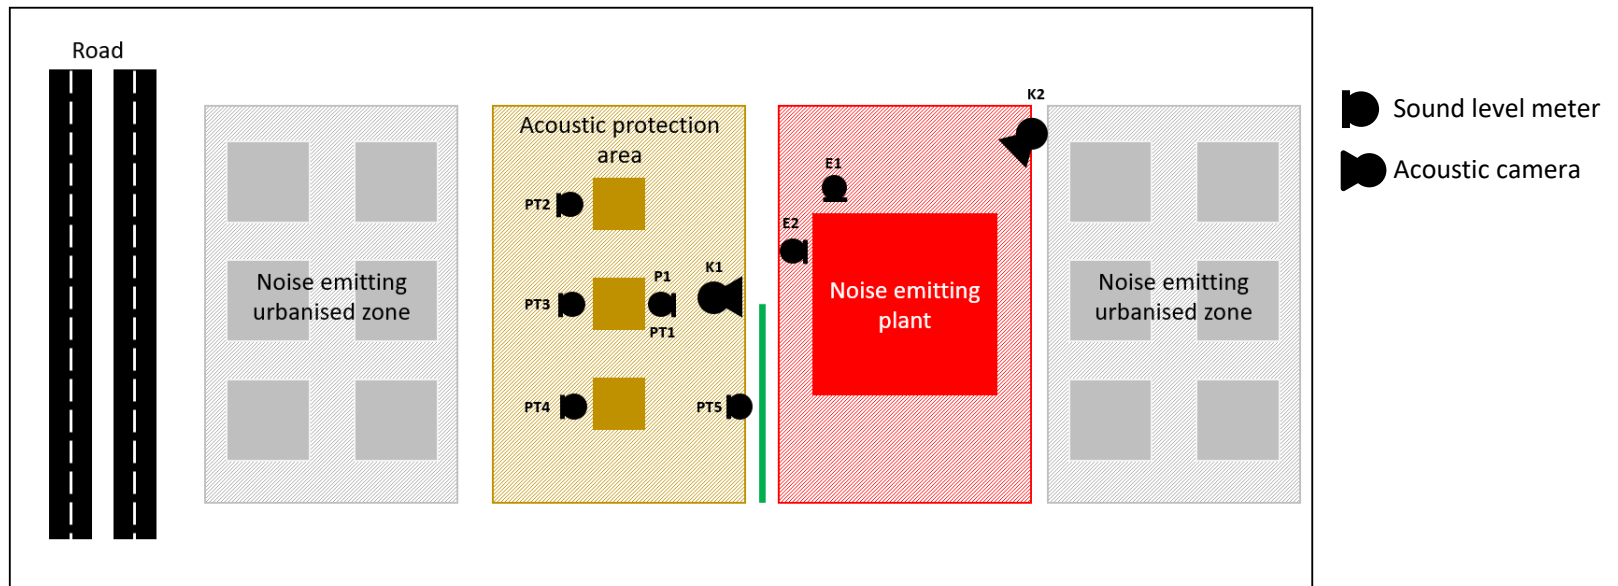 Road
K2
Sound level meter
Acoustic protection
area
E1
Acoustic camera
PT2
E2
K1
P1
Noise emitting
urbanised zone
PT3
PT1
Noise emitting
plant
Noise emitting
urbanised zone
PT4
PT5